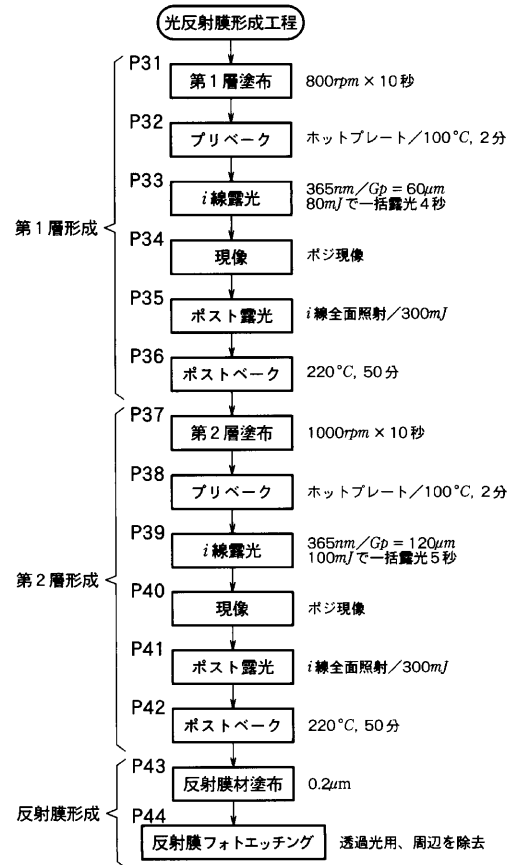 光反射膜形成工程
P31
第1層塗布 800rpm × 10秒
P32
プリベーク ホットプレート/100℃, 2分
P33
i線露光 365nm/Gp = 60μm
80mJで一括露光4秒
第1層形成
P34
現像 ポジ現像
P35
ポスト露光 i線全面照射/300mJ
P36
ポストベーク 220℃, 50分
P37
第2層塗布 1000rpm × 10秒
P38
プリベーク ホットプレート/100℃, 2分
P39
i線露光 365nm/Gp = 120μm
100mJで一括露光5秒
第2層形成
P40
現像 ポジ現像
P41
ポスト露光 i線全面照射/300mJ
P42
ポストベーク 220℃, 50分
P43
反射膜材塗布 0.2μm
反射膜形成
P44
反射膜フォトエッチング 透過光用、周辺を除去